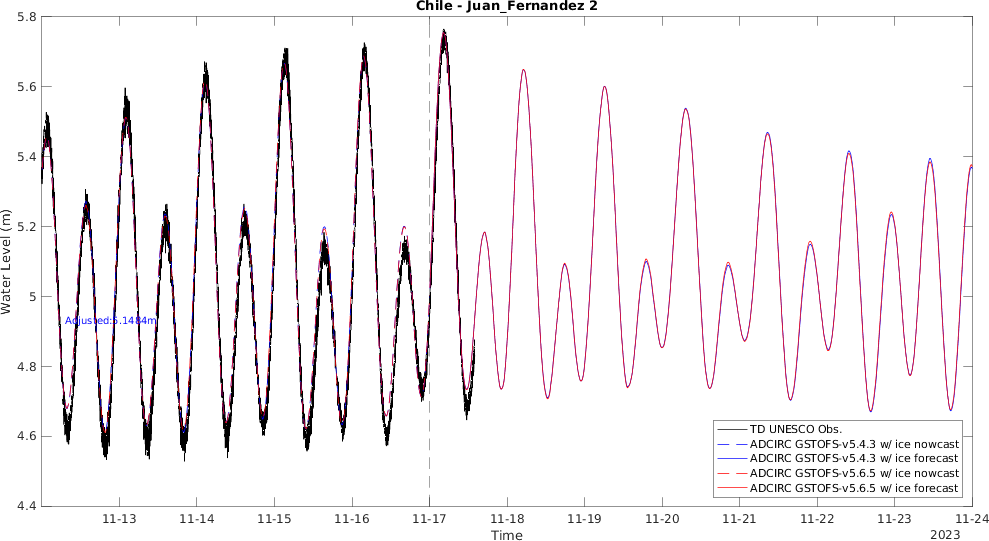 Chile - Juan_Fernandez 2
5.8
5.6
5.4
5.2
5
4.8
4.6
4.4
Water Level (m)
Adjusted:5.1484m
TD UNESCO Obs.
ADCIRC GSTOFS-v5.4.3 w/ ice nowcast
ADCIRC GSTOFS-v5.4.3 w/ ice forecast
ADCIRC GSTOFS-v5.6.5 w/ ice nowcast
ADCIRC GSTOFS-v5.6.5 w/ ice forecast
11-13 11-14 11-15 11-16 11-17 11-18 11-19 11-20 11-21 11-22 11-23 11-24
Time
2023